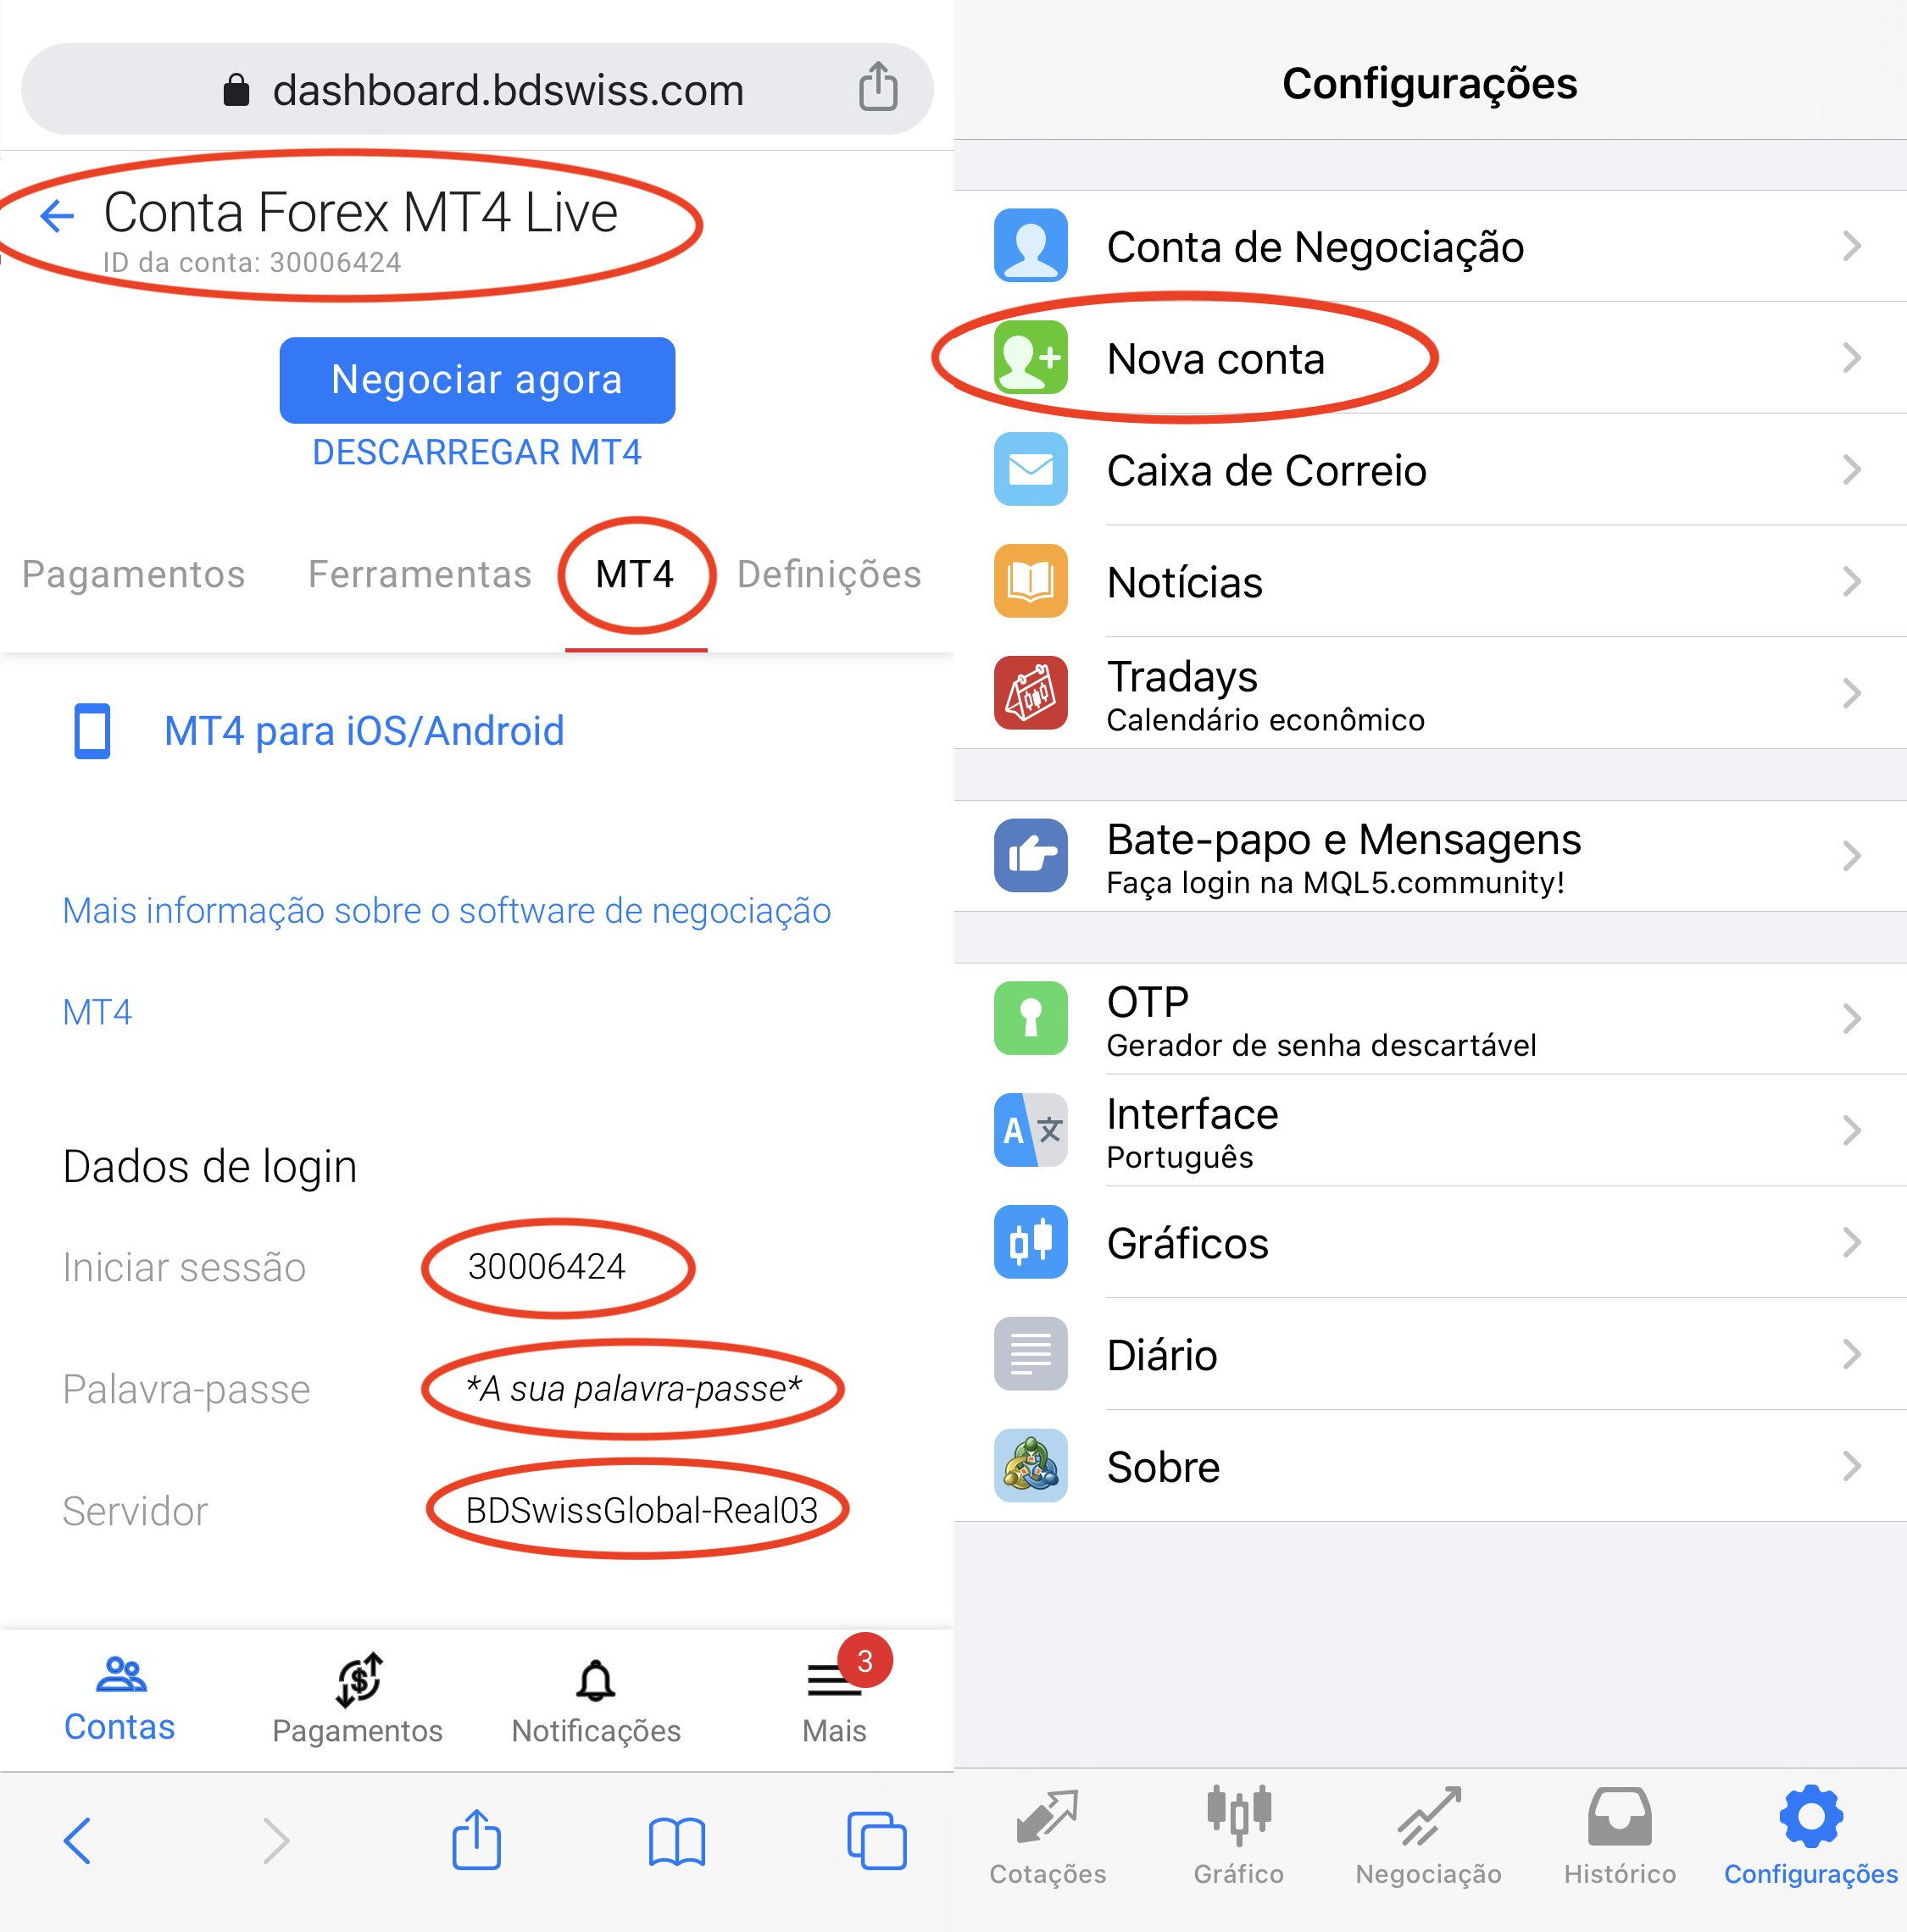 dashboard.bdswiss.com
Conta Forex MT4 Live
ID da conta: 30006424
Negociar agora
DESCARREGAR MT4
Pagamentos
Ferramentas
MT4
Definições
MT4 para iOS/Android
Mais informação sobre o software de negociação
MT4
Dados de login
Iniciar sessão
30006424
Palavra-passe
*A sua palavra-passe*
Servidor
BDSwissGlobal-Real03
Contas
Pagamentos
Notificações
3
Mais
Configurações
Conta de Negociação
Nova conta
Caixa de Correio
Notícias
Tradays
Calendário econômico
Bate-papo e Mensagens
Faça login na MQL5.community!
OTP
Gerador de senha descartável
A 文
Interface
Português
Gráficos
Diário
Sobre
Cotações
Gráfico
Negociação
Histórico
Configurações